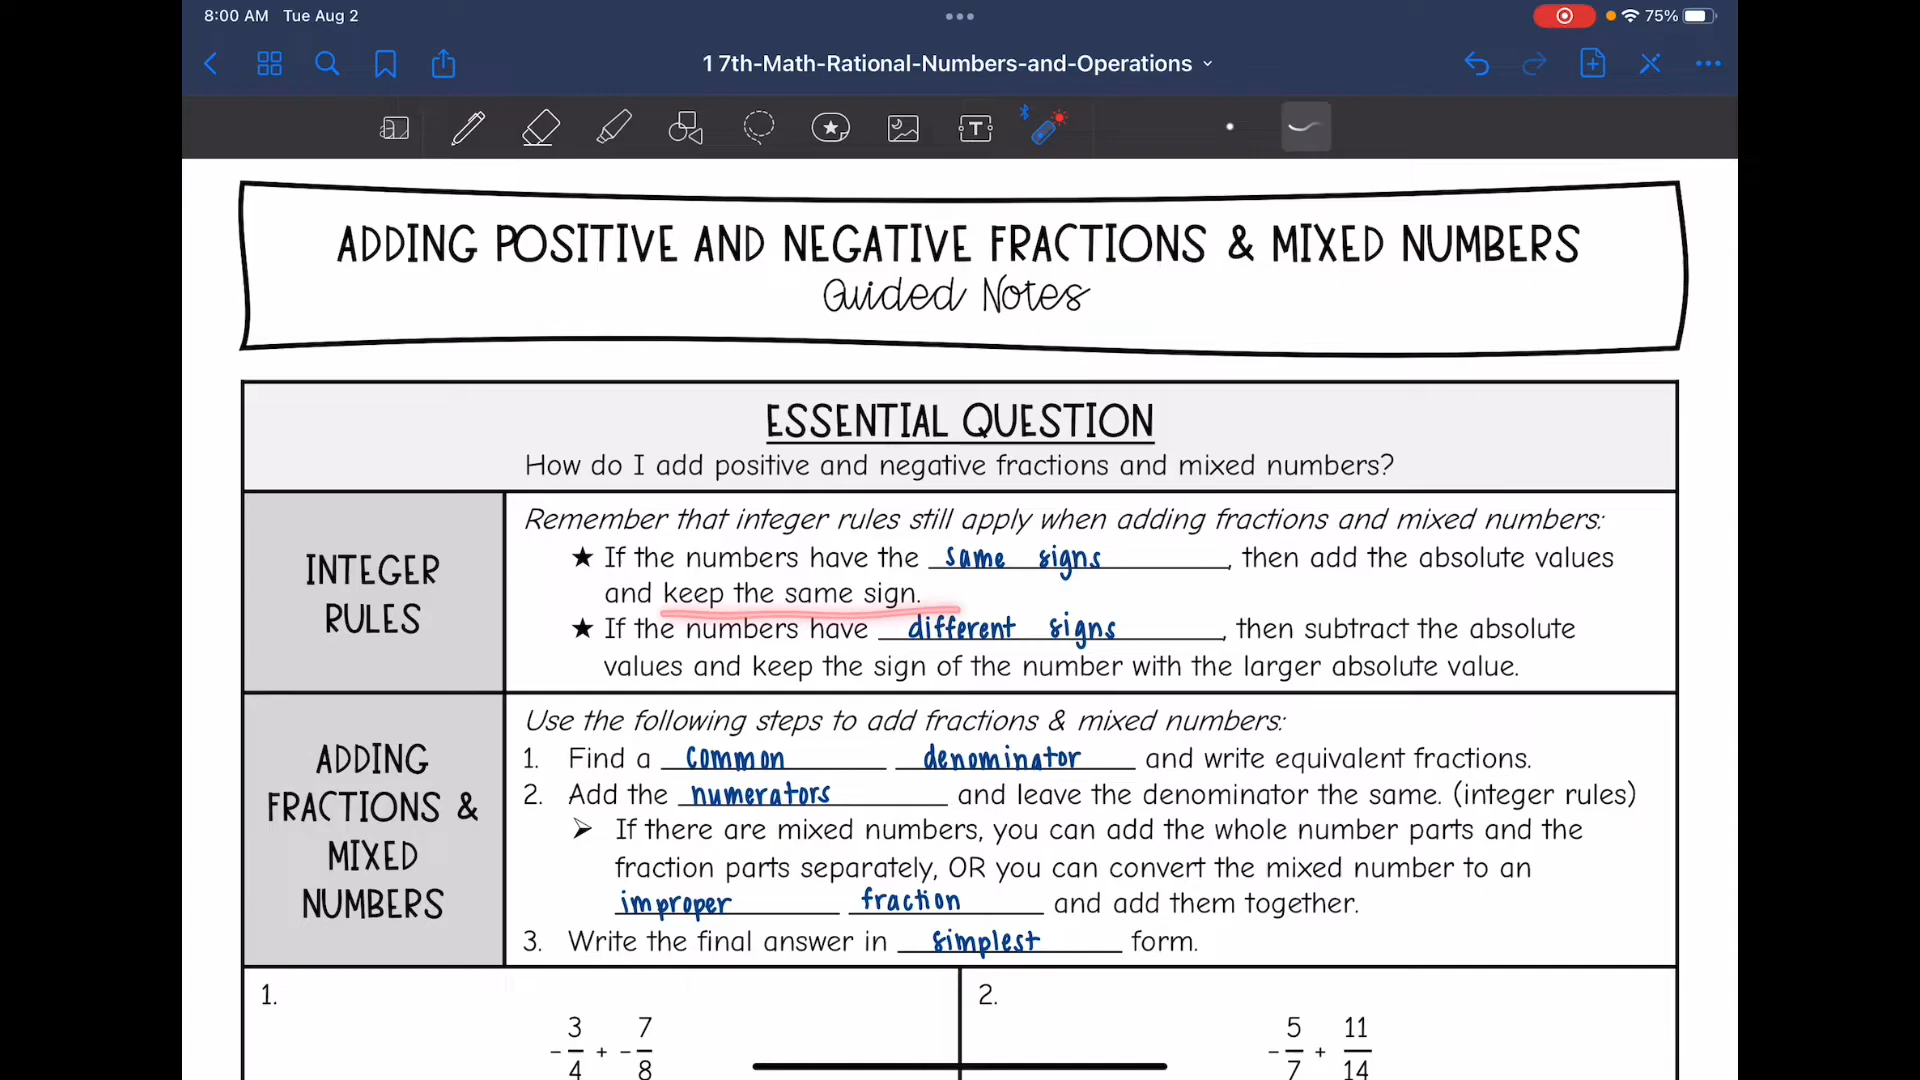 8:00 AM Tue Aug 2
75%
1 7th-Math-Rational-Numbers-and-Operations
T
ADDING POSITIVE AND NEGATIVE FRACTIONS & MIXED NUMBERS
Guided Notes
ESSENTIAL QUESTION
How do I add positive and negative fractions and mixed numbers?
INTEGER
RULES
Remember that integer rules still apply when adding fractions and mixed numbers:
★ If the numbers have the same signs, then add the absolute values
and keep the same sign.
★ If the numbers have different signs, then subtract the absolute
values and keep the sign of the number with the larger absolute value.
ADDING
FRACTIONS &
MIXED
NUMBERS
Use the following steps to add fractions & mixed numbers:
1. Find a common denominator and write equivalent fractions.
2. Add the numerators and leave the denominator the same. (integer rules)
➢ If there are mixed numbers, you can add the whole number parts and the
fraction parts separately, OR you can convert the mixed number to an
improper fraction and add them together.
3. Write the final answer in simplest form.
1.
-3/4 + -7/8
2.
-5/7 + 11/14